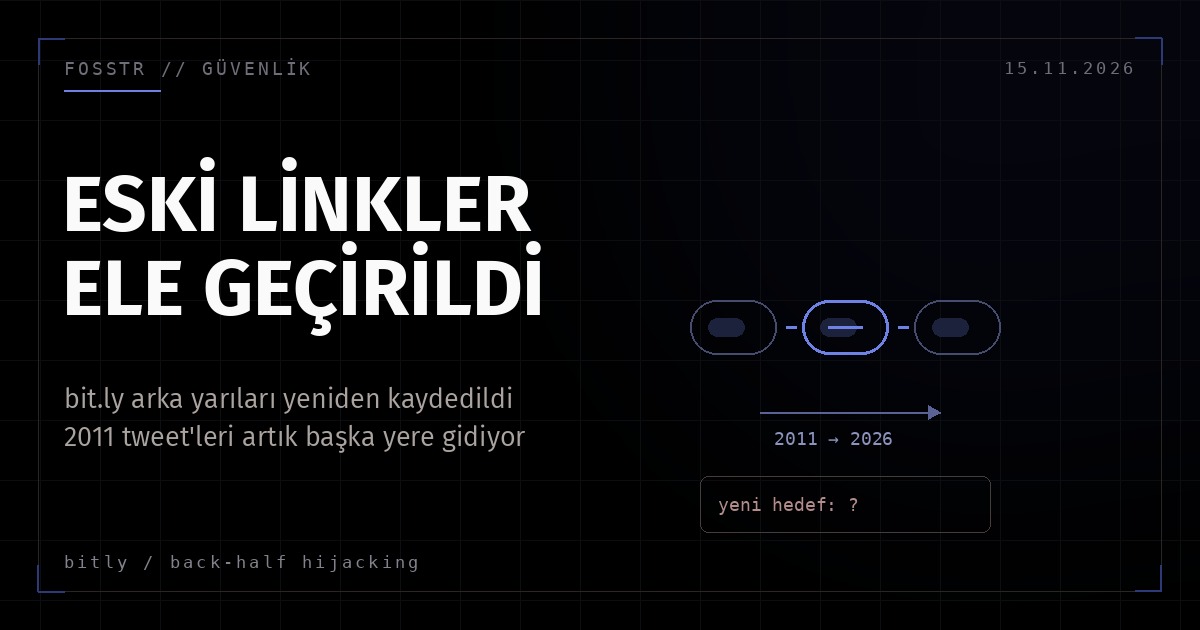 FOSSTR // GÜVENLİK
15.11.2026
ESKİ LİNKLER
ELE GEÇİRİLDİ
bit.ly arka yarıları yeniden kaydedildi
2011 tweet'leri artık başka yere gidiyor
2011 → 2026
yeni hedef: ?
bitly / back-half hijacking